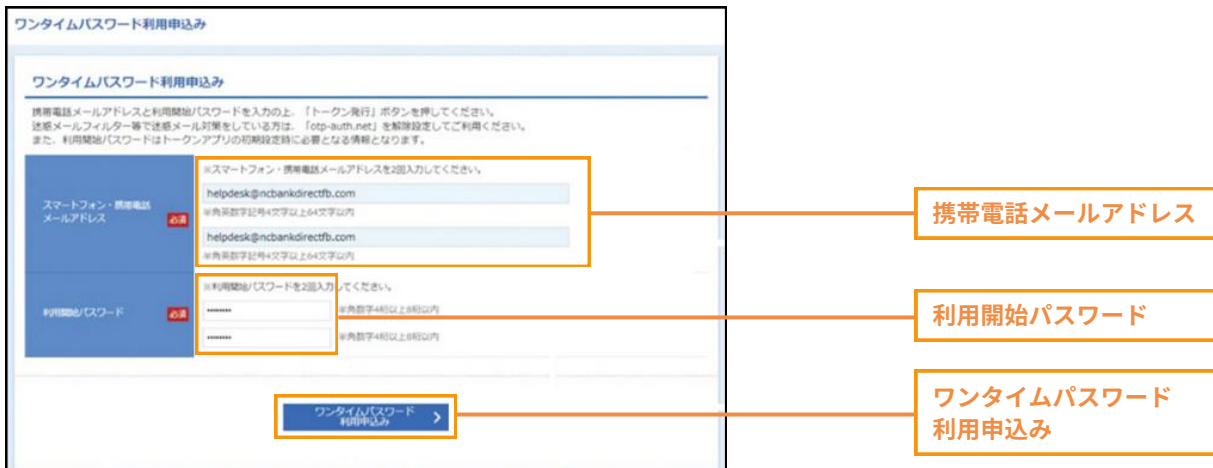 ワンタイムパスワード利用申込み
ワンタイムパスワード利用申込み
携帯電話メールアドレスと利用開始パスワードを入力の上、「トークン発行」ボタンを押してください。
迷惑メールフィルター等で迷惑メール対策をしている方は、「otp-auth.net」を解除設定してご利用ください。
また、利用開始パスワードはトークンアプリの初期設定時に必要となる情報となります。
※スマートフォン・携帯電話メールアドレスを2回入力してください。
スマートフォン・携帯電話
メールアドレス
必須
helpdesk@ncbankdirectfb.com
半角英数字記号4文字以上64文字以内
helpdesk@ncbankdirectfb.com
半角英数字記号4文字以上64文字以内
携帯電話メールアドレス
※利用開始パスワードを2回入力してください。
利用開始パスワード
必須
••••••••
半角数字4桁以上8桁以内
••••••••
半角数字4桁以上8桁以内
利用開始パスワード
ワンタイムパスワード
利用申込み
ワンタイムパスワード
利用申込み